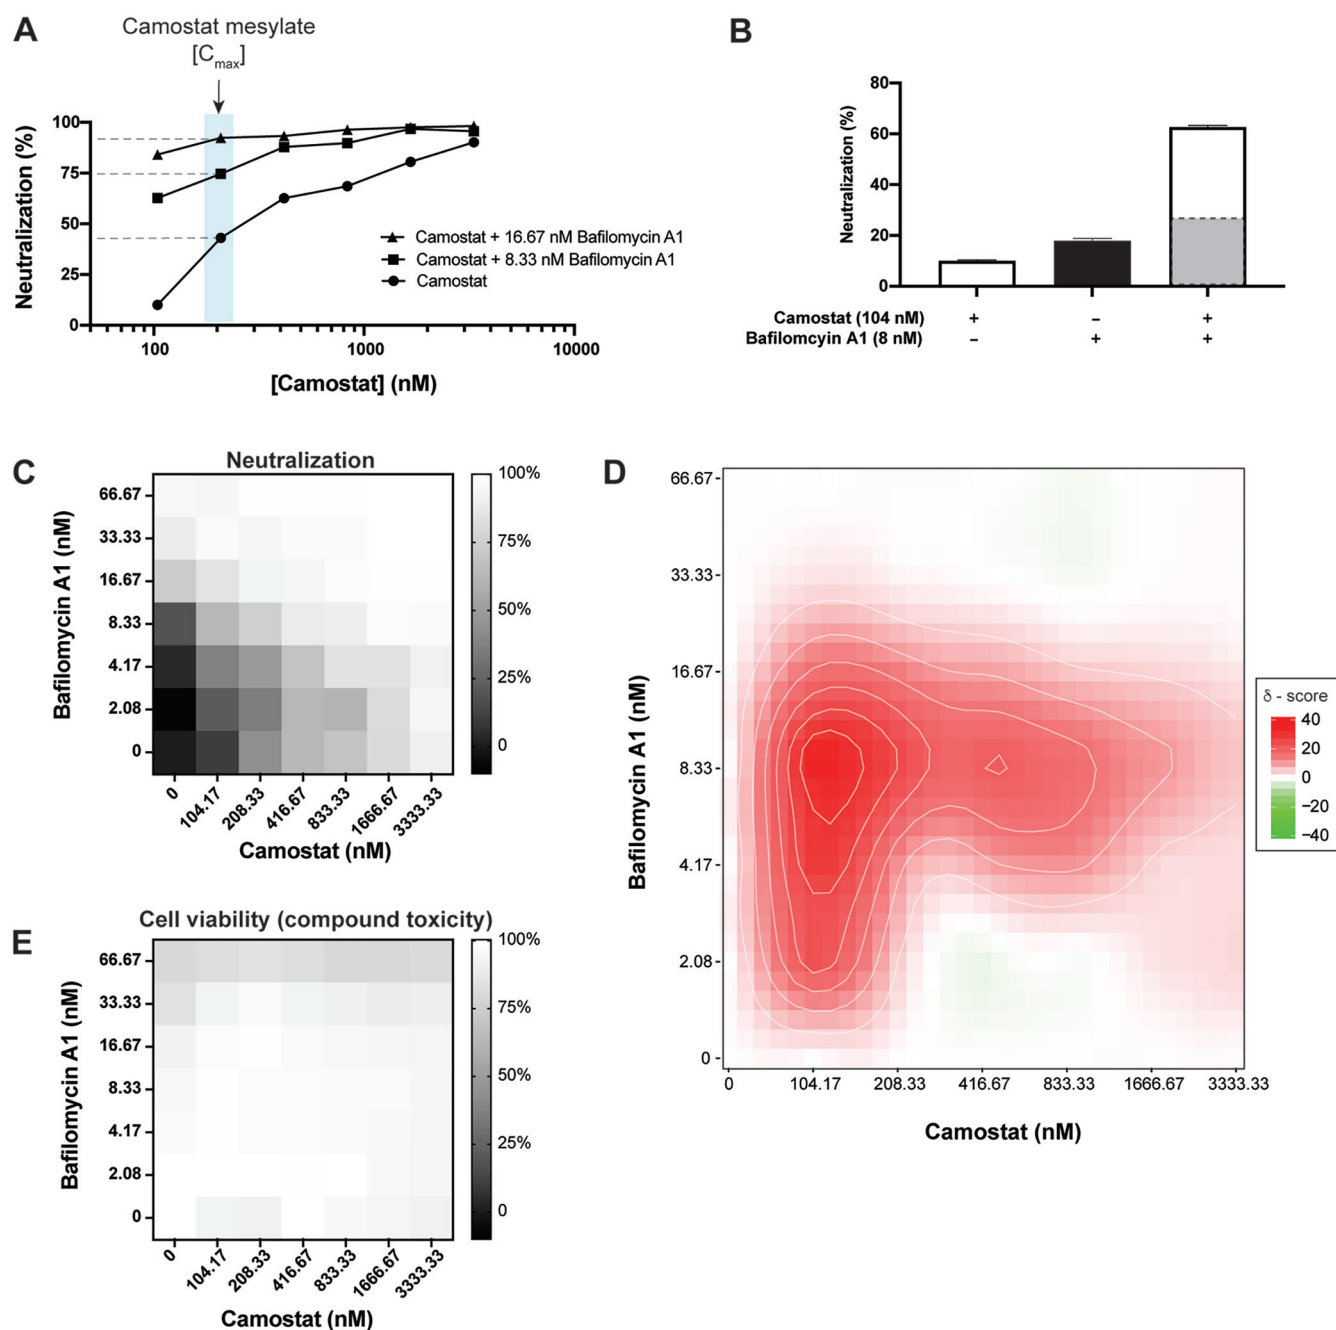 A
Camostat mesylate
[Cmax]
Neutralization (%)
100
75
50
25
0
100
1000
10000
[Camostat] (nM)
Camostat + 16.67 nM Bafilomycin A1
Camostat + 8.33 nM Bafilomycin A1
Camostat
B
Neutralization (%)
80
60
40
20
0
Camostat (104 nM) + – +
Bafilomcyin A1 (8 nM) – + +
C
Neutralization
Bafilomycin A1 (nM)
66.67
33.33
16.67
8.33
4.17
2.08
0
0 104.17 208.33 416.67 833.33 1666.67 3333.33
Camostat (nM)
100%
75%
50%
25%
0
D
Bafilomycin A1 (nM)
66.67
33.33
16.67
8.33
4.17
2.08
0
0 104.17 208.33 416.67 833.33 1666.67 3333.33
Camostat (nM)
δ - score
40
20
0
−20
−40
E
Cell viability (compound toxicity)
Bafilomycin A1 (nM)
66.67
33.33
16.67
8.33
4.17
2.08
0
0 104.17 208.33 416.67 833.33 1666.67 3333.33
Camostat (nM)
100%
75%
50%
25%
0